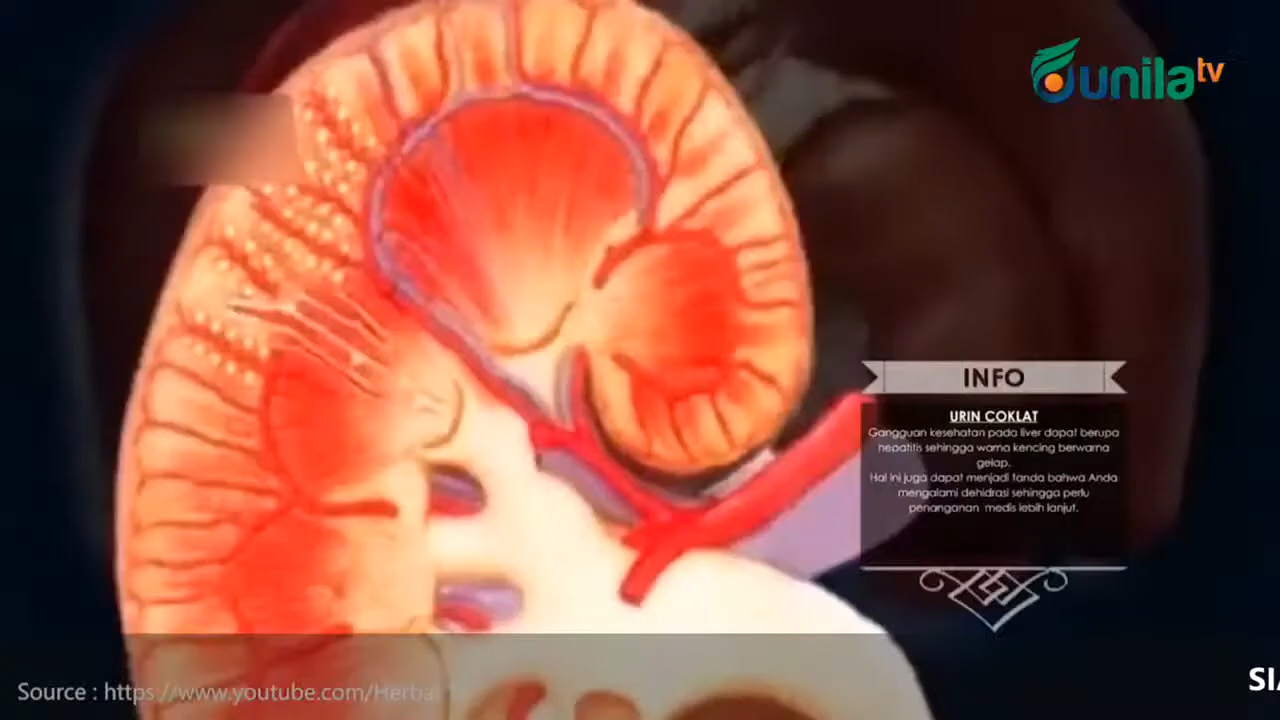 unila tv
INFO
URIN COKLAT
Gangguan kesehatan pada liver dapat berupa
hepatitis sehingga warna kencing berwarna
gelap.
Hal ini juga dapat menjadi tanda bahwa Anda
mengalami dehidrasi sehingga perlu
penanganan medis lebih lanjut.
Source : https://www.youtube.com/Herbal